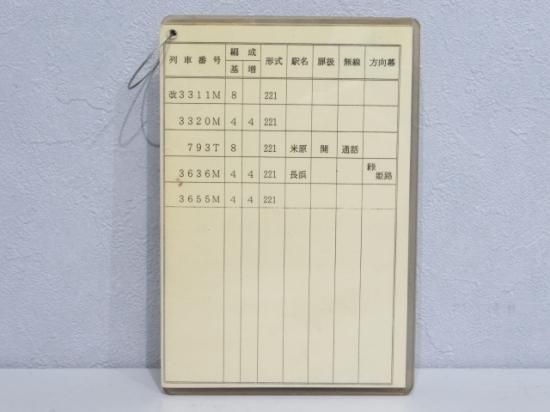 列車番号 編成 基 増 形式 駅名 扉扱 無線 方向幕
改3311M 8 221
3320M 4 4 221
793T 8 221 米原 開 通話
3636M 4 4 221 長浜 緑 姫路
3655M 4 4 221